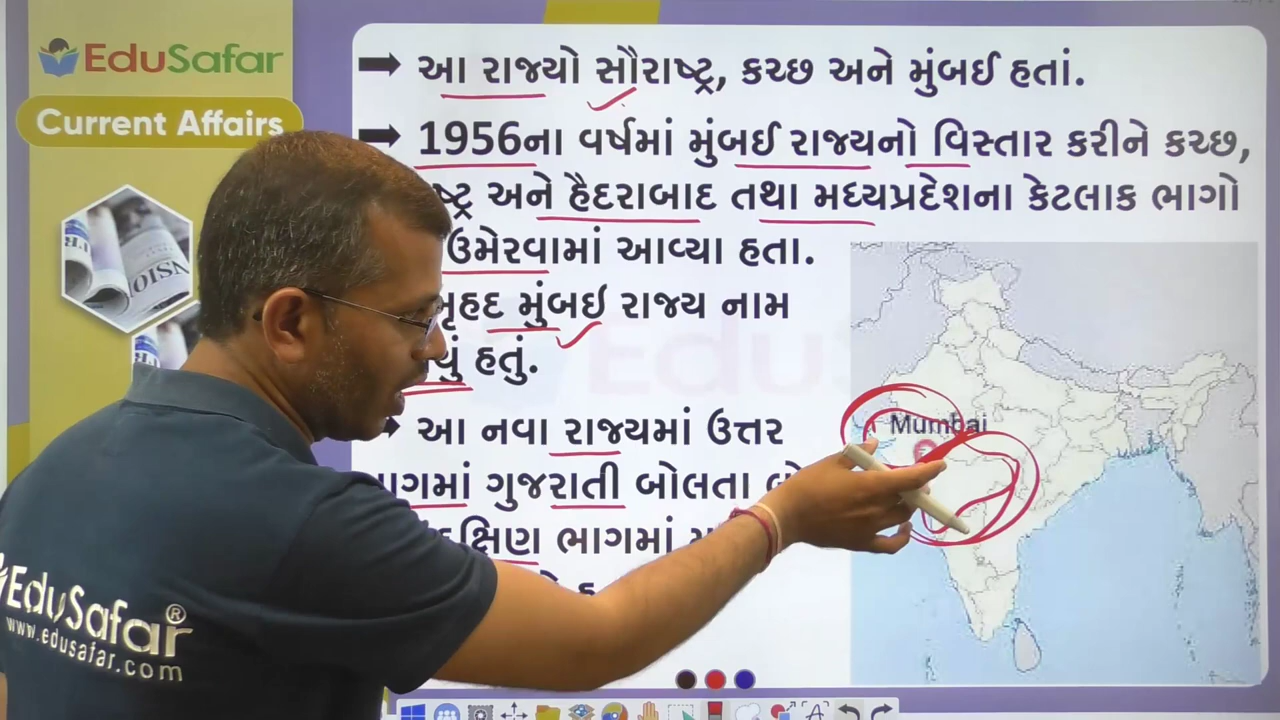 EduSafar
Current Affairs
આ રાજ્યો સૌરાષ્ટ્ર, કચ્છ અને મુંબઈ હતાં.
1956ના વર્ષમાં મુંબઈ રાજ્યનો વિસ્તાર કરીને કચ્છ,
અને હૈદરાબાદ તથા મધ્યપ્રદેશના કેટલાક ભાગો
ઉમેરવામાં આવ્યા હતા.
મુંબઇ રાજ્ય નામ
હતું.
આ નવા રાજ્યમાં ઉત્તર
ગુજરાતી બોલતા
ભાગમાં
Mumbai
EduSafar®
www.edusafar.com